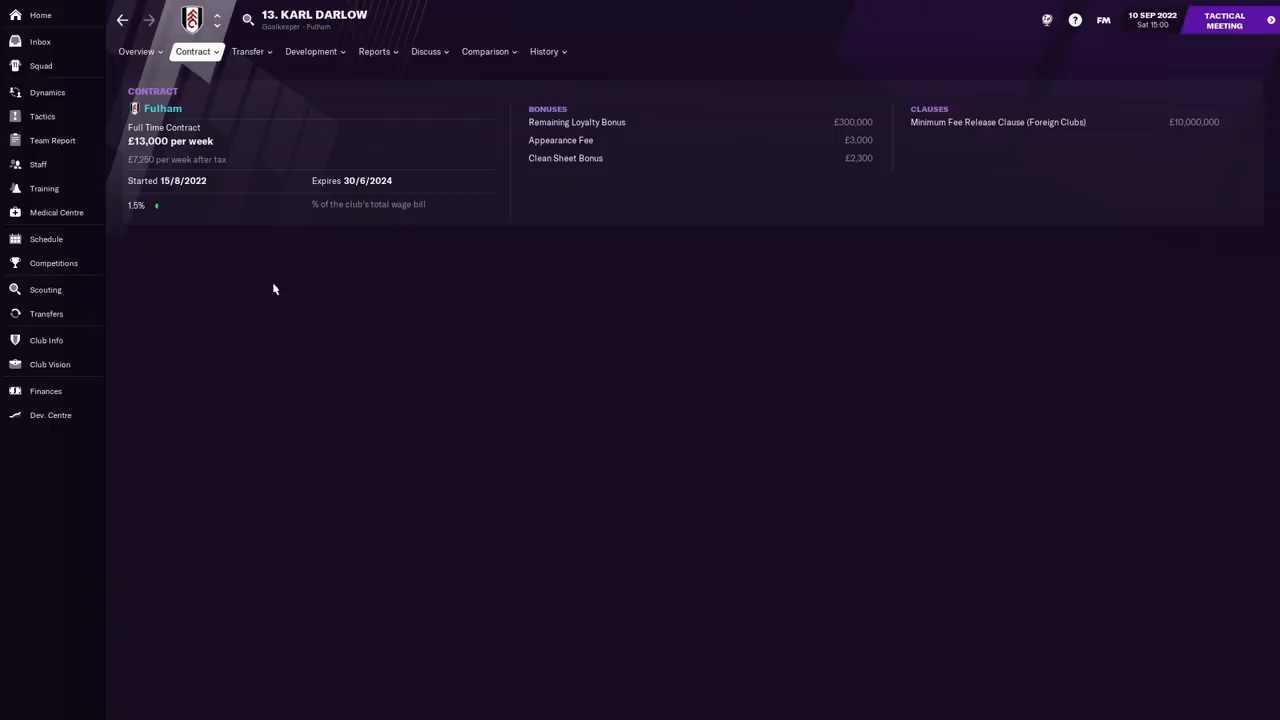 Home
Inbox
Squad
Dynamics
Tactics
Team Report
Staff
Training
Medical Centre
Schedule
Competitions
Scouting
Transfers
Club Info
Club Vision
Finances
Dev. Centre
13. KARL DARLOW
Goalkeeper - Fulham
FM
10 SEP 2022
Sat 15:00
TACTICAL
MEETING
Overview Contract Transfer Development Reports Discuss Comparison History
CONTRACT
Fulham
Full Time Contract
£13,000 per week
£7,250 per week after tax
Started 15/8/2022 Expires 30/6/2024
1.5% % of the club's total wage bill
BONUSES
Remaining Loyalty Bonus £300,000
Appearance Fee £3,000
Clean Sheet Bonus £2,300
CLAUSES
Minimum Fee Release Clause (Foreign Clubs) £10,000,000